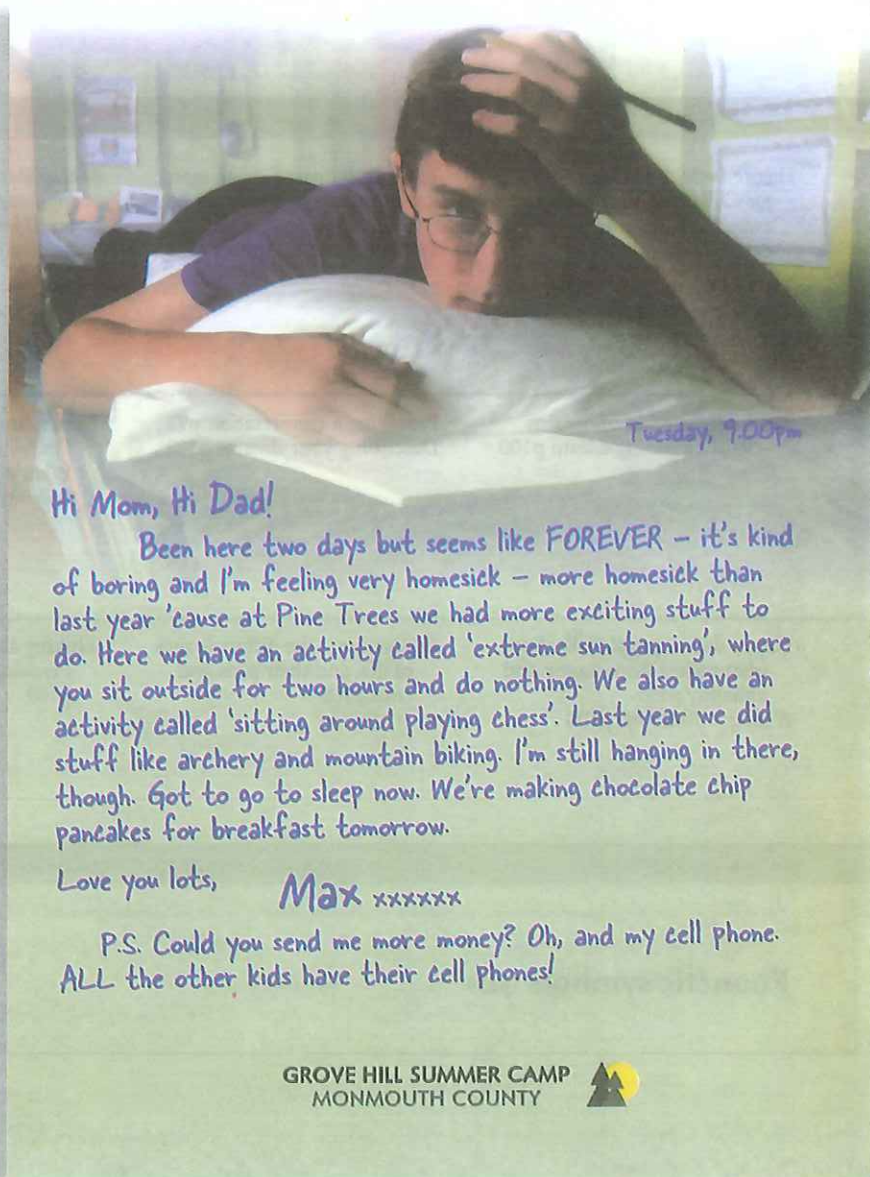 Tuesday, 9.00pm
Hi Mom, Hi Dad!
Been here two days but seems like FOREVER – it's kind
of boring and I'm feeling very homesick – more homesick than
last year 'cause at Pine Trees we had more exciting stuff to
do. Here we have an activity called 'extreme sun tanning', where
you sit outside for two hours and do nothing. We also have an
activity called 'sitting around playing chess'. Last year we did
stuff like archery and mountain biking. I'm still hanging in there,
though. Got to go to sleep now. We're making chocolate chip
pancakes for breakfast tomorrow.
Love you lots,
Max xxxxxx
P.S. Could you send me more money? Oh, and my cell phone.
ALL the other kids have their cell phones!
GROVE HILL SUMMER CAMP
MONMOUTH COUNTY